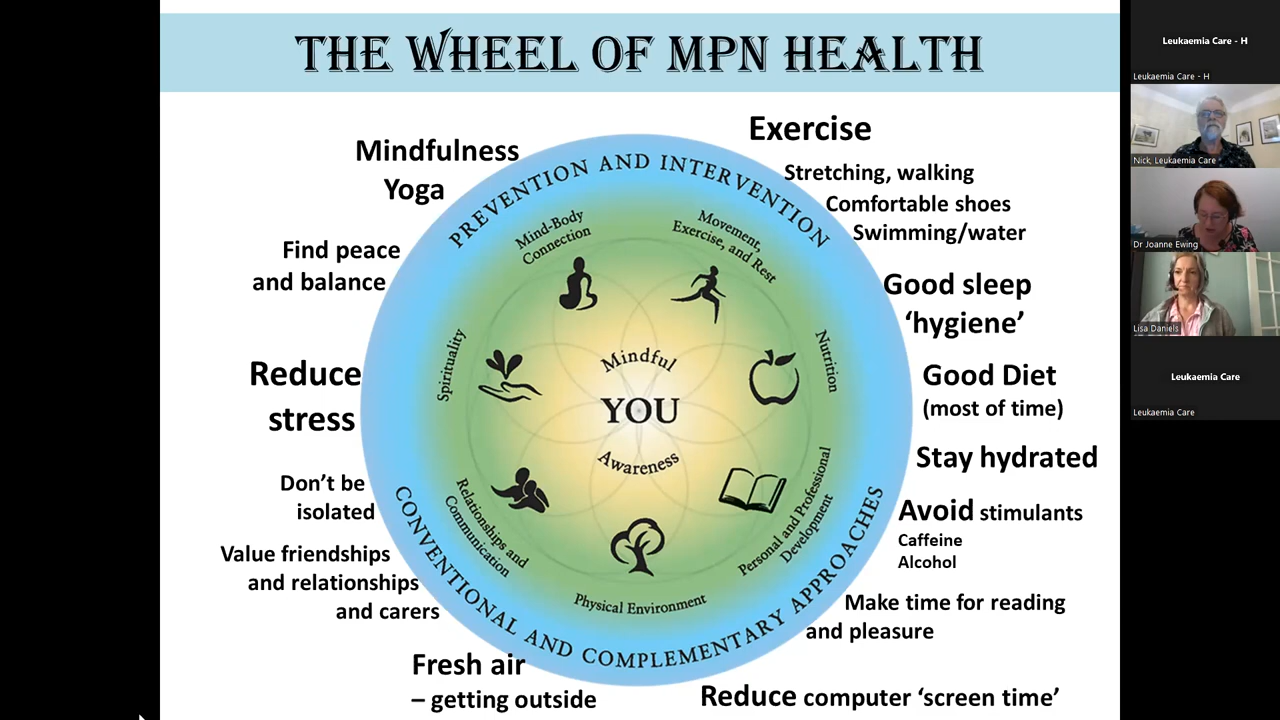 THE WHEEL OF MPN HEALTH
Mindfulness
Yoga
Find peace
and balance
Reduce
stress
Don't be
isolated
Value friendships
and relationships
and carers
Fresh air
– getting outside
PREVENTION AND INTERVENTION
Mind-Body
Connection
Movement,
Exercise, and Rest
Spirituality
Nutrition
Mindful
YOU
Awareness
Relationships and
Communication
Personal and Professional
Development
Physical Environment
CONVENTIONAL AND COMPLEMENTARY APPROACHES
Exercise
Stretching, walking
Comfortable shoes
Swimming/water
Good sleep
‘hygiene’
Good Diet
(most of time)
Stay hydrated
Avoid stimulants
Caffeine
Alcohol
Make time for reading
and pleasure
Reduce computer ‘screen time’
Leukaemia Care - H
Leukaemia Care - H
Nick, Leukaemia Care
Dr Joanne Ewing
Lisa Daniels
Leukaemia Care
Leukaemia Care